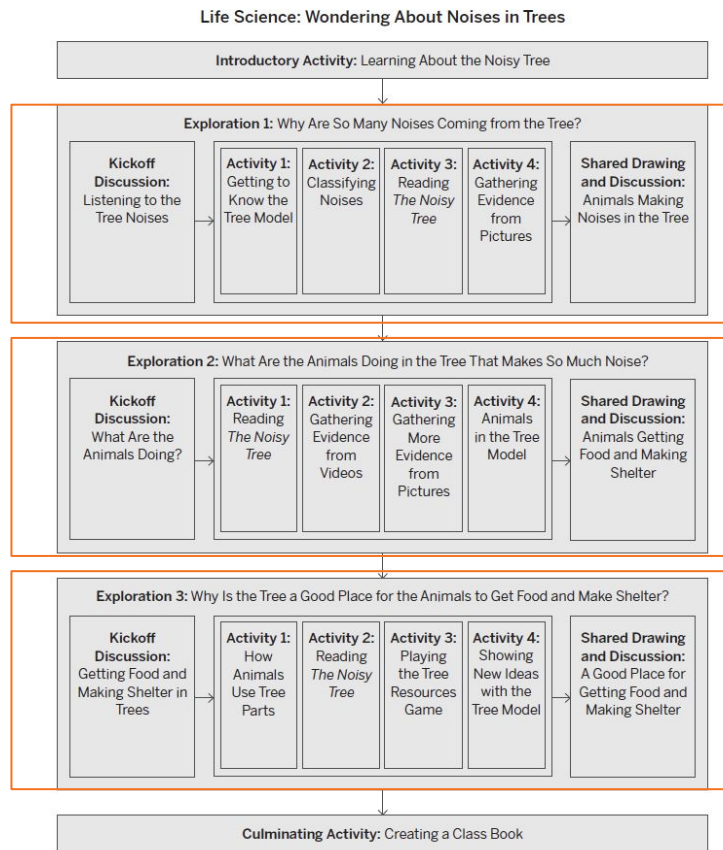 Life Science: Wondering About Noises in Trees
Introductory Activity: Learning About the Noisy Tree
Exploration 1: Why Are So Many Noises Coming from the Tree?
Kickoff
Discussion:
Listening to the
Tree Noises
Activity 1:
Getting to
Know the
Tree Model
Activity 2:
Classifying
Noises
Activity 3:
Reading
The Noisy
Tree
Activity 4:
Gathering
Evidence
from
Pictures
Shared Drawing
and Discussion:
Animals Making
Noises in the Tree
Exploration 2: What Are the Animals Doing in the Tree That Makes So Much Noise?
Kickoff
Discussion:
What Are the
Animals Doing?
Activity 1:
Reading
The Noisy
Tree
Activity 2:
Gathering
Evidence
from
Videos
Activity 3:
Gathering
More
Evidence
from
Pictures
Activity 4:
Animals
in the Tree
Model
Shared Drawing
and Discussion:
Animals Getting
Food and Making
Shelter
Exploration 3: Why Is the Tree a Good Place for the Animals to Get Food and Make Shelter?
Kickoff
Discussion:
Getting Food and
Making Shelter in
Trees
Activity 1:
How
Animals
Use Tree
Parts
Activity 2:
Reading
The Noisy
Tree
Activity 3:
Playing
the Tree
Resources
Game
Activity 4:
Showing
New Ideas
with the
Tree Model
Shared Drawing
and Discussion:
A Good Place for
Getting Food and
Making Shelter
Culminating Activity: Creating a Class Book